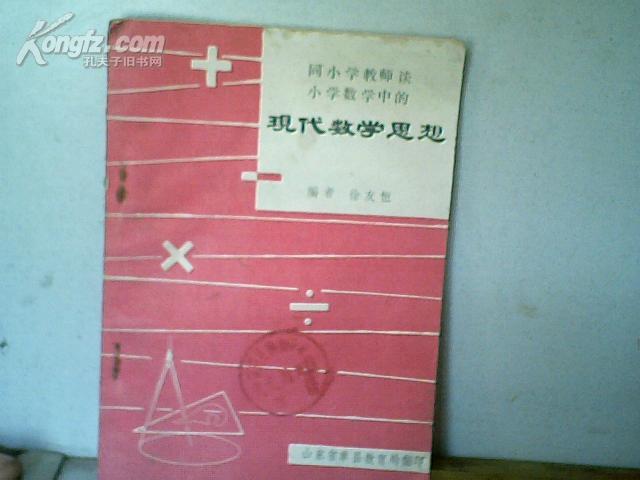 Kongfz.com
孔夫子旧书网
同小学教师谈
小学数学中的
现代数学思想
编者 徐友恒
山东省 县教育局翻印